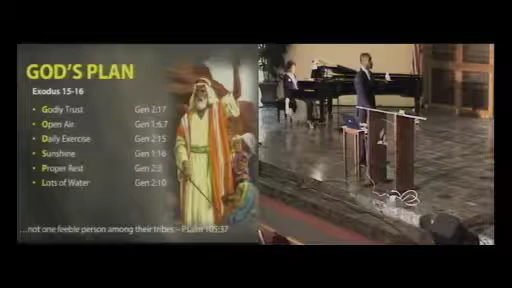 GOD'S PLAN
Exodus 15-16
• Godly Trust Gen 2:17
• Open Air Gen 1:6,7
• Daily Exercise Gen 2:15
• Sunshine Gen 1:16
• Proper Rest Gen 2:3
• Lots of Water Gen 2:10
...not one feeble person among their tribes - Psalm 105:37